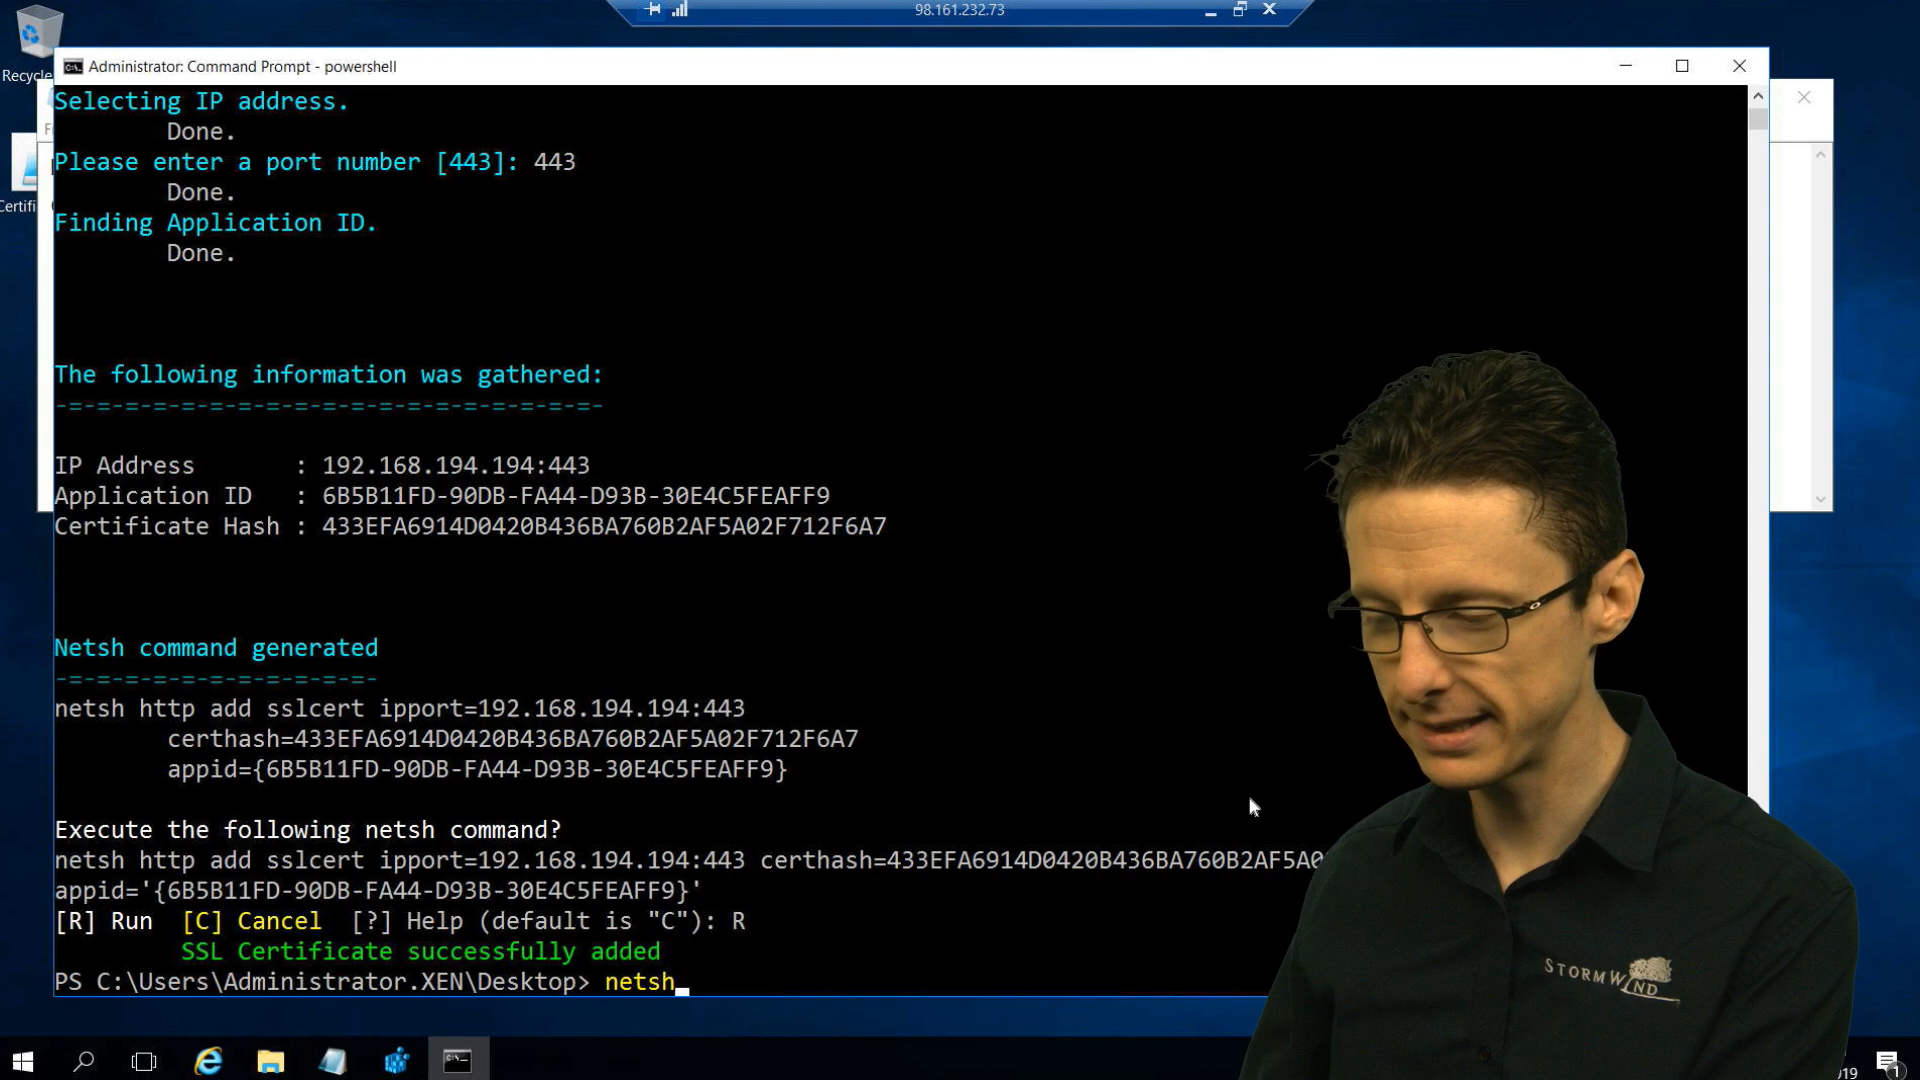 98.161.232.73
Recycle
Administrator: Command Prompt - powershell
Selecting IP address.
Done.
Please enter a port number [443]: 443
Done.
Certifi
Finding Application ID.
Done.
The following information was gathered:
-=-=-=-=-=-=-=-=-=-=-=-=-=-=-=-=-=-=-=-
IP Address       : 192.168.194.194:443
Application ID   : 6B5B11FD-90DB-FA44-D93B-30E4C5FEAFF9
Certificate Hash : 433EFA6914D0420B436BA760B2AF5A02F712F6A7
Netsh command generated
-=-=-=-=-=-=-=-=-=-=-=-
netsh http add sslcert ipport=192.168.194.194:443
certhash=433EFA6914D0420B436BA760B2AF5A02F712F6A7
appid={6B5B11FD-90DB-FA44-D93B-30E4C5FEAFF9}
Execute the following netsh command?
netsh http add sslcert ipport=192.168.194.194:443 certhash=433EFA6914D0420B436BA760B2AF5A0
appid='{6B5B11FD-90DB-FA44-D93B-30E4C5FEAFF9}'
[R] Run  [C] Cancel  [?] Help (default is "C"): R
SSL Certificate successfully added
PS C:\Users\Administrator.XEN\Desktop> netsh
STORMWIND
019
1